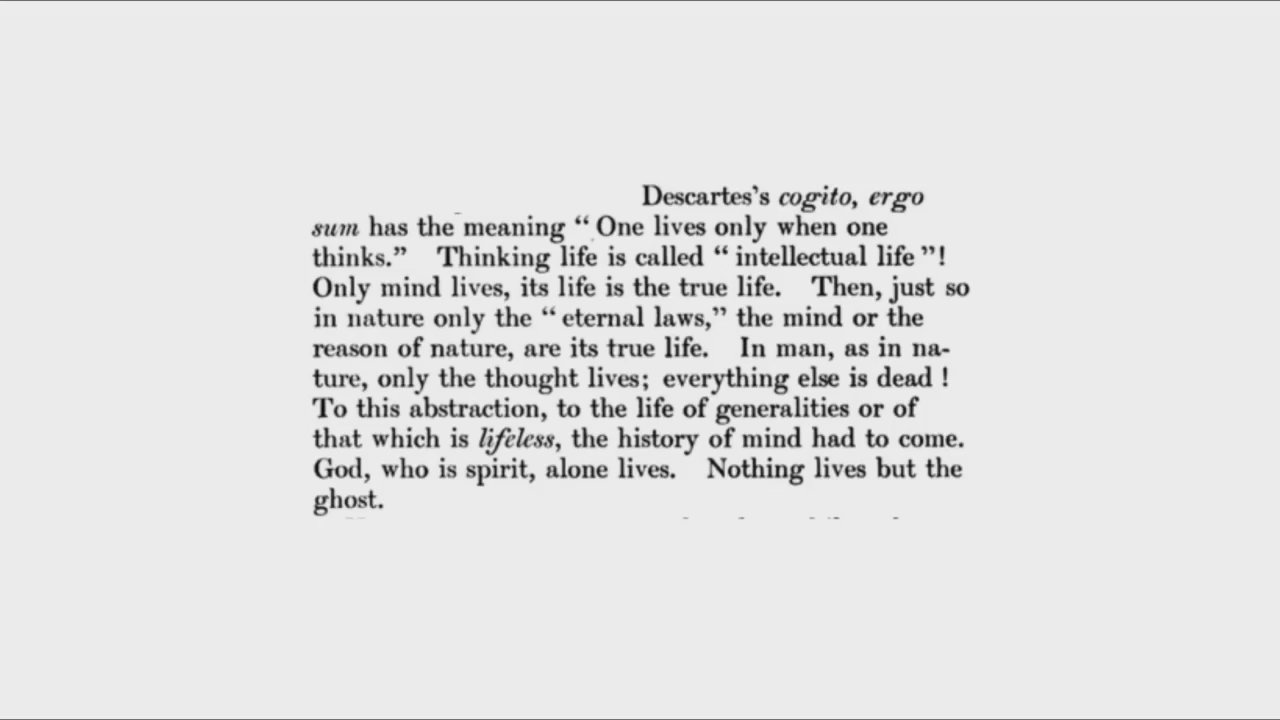 Descartes's cogito, ergo
sum has the meaning “ One lives only when one
thinks.” Thinking life is called “ intellectual life ”!
Only mind lives, its life is the true life. Then, just so
in nature only the “ eternal laws,” the mind or the
reason of nature, are its true life. In man, as in na-
ture, only the thought lives; everything else is dead !
To this abstraction, to the life of generalities or of
that which is lifeless, the history of mind had to come.
God, who is spirit, alone lives. Nothing lives but the
ghost.